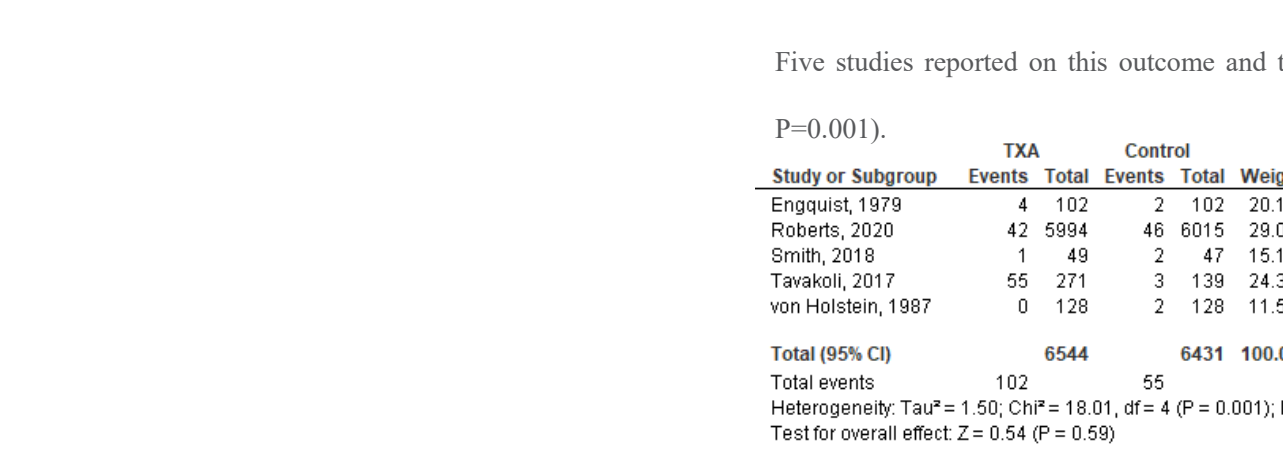 Five studies reported on this outcome and t
P=0.001).
TXA Control
Study or Subgroup Events Total Events Total Weig
Engquist, 1979 4 102 2 102 20.1
Roberts, 2020 42 5994 46 6015 29.0
Smith, 2018 1 49 2 47 15.1
Tavakoli, 2017 55 271 3 139 24.3
von Holstein, 1987 0 128 2 128 11.5
Total (95% CI) 6544 6431 100.0
Total events 102 55
Heterogeneity: Tau² = 1.50; Chi² = 18.01, df = 4 (P = 0.001); I
Test for overall effect: Z = 0.54 (P = 0.59)